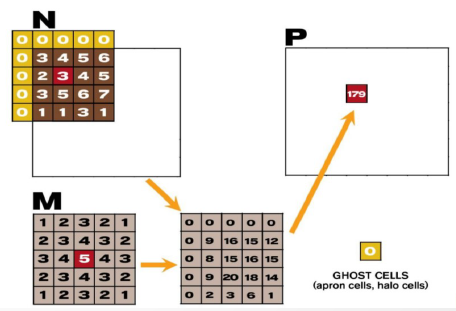 N
0 0 0 0 0
0 3 4 5 6
0 2 3 4 5
0 3 5 6 7
0 1 1 3 1
P
179
M
1 2 3 2 1
2 3 4 3 2
3 4 5 4 3
2 3 4 3 2
1 2 3 2 1
0 0 0 0 0
0 9 16 15 12
0 8 15 16 15
0 9 20 18 14
0 2 3 6 1
0
GHOST CELLS
(apron cells, halo cells)